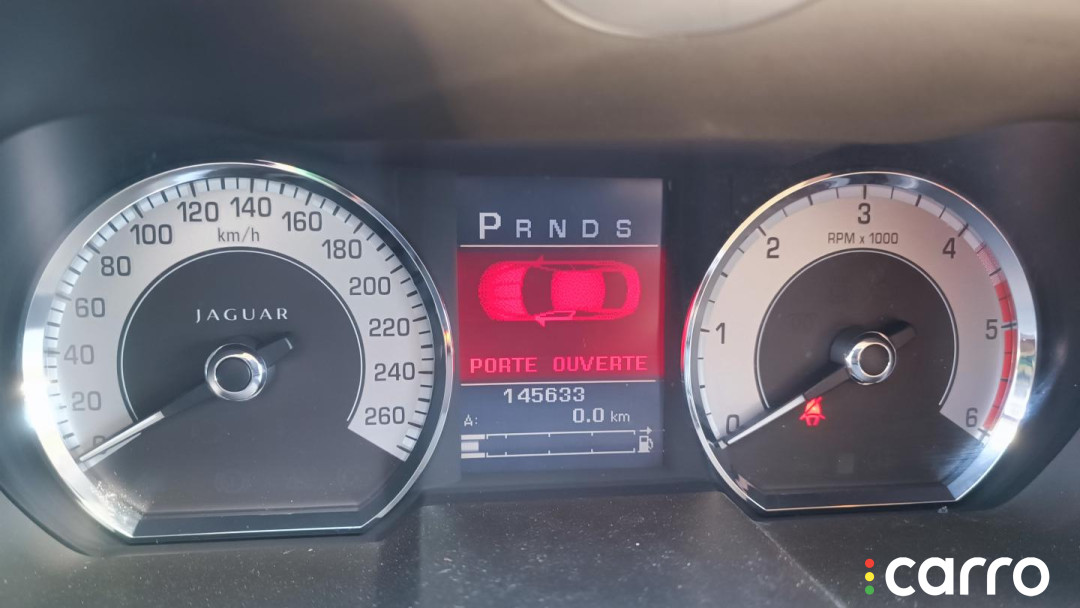 0 20 40 60 80 100 120 140 160 180 200 220 240 260
km/h
JAGUAR
P R N D S
PORTE OUVERTE
145633
A: 0.0 km
0 1 2 3 4 5 6
RPM x 1000
carro